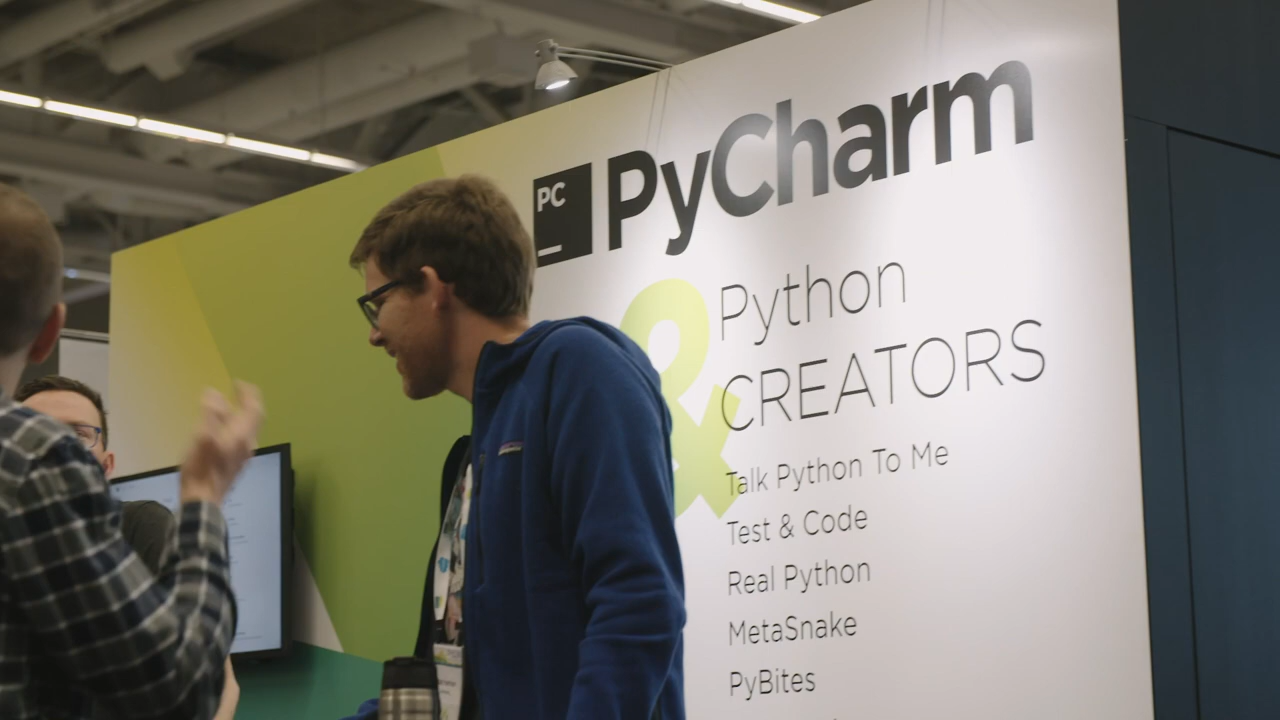 PC
PyCharm
&
Python
CREATORS
Talk Python To Me
Test & Code
Real Python
MetaSnake
PyBites